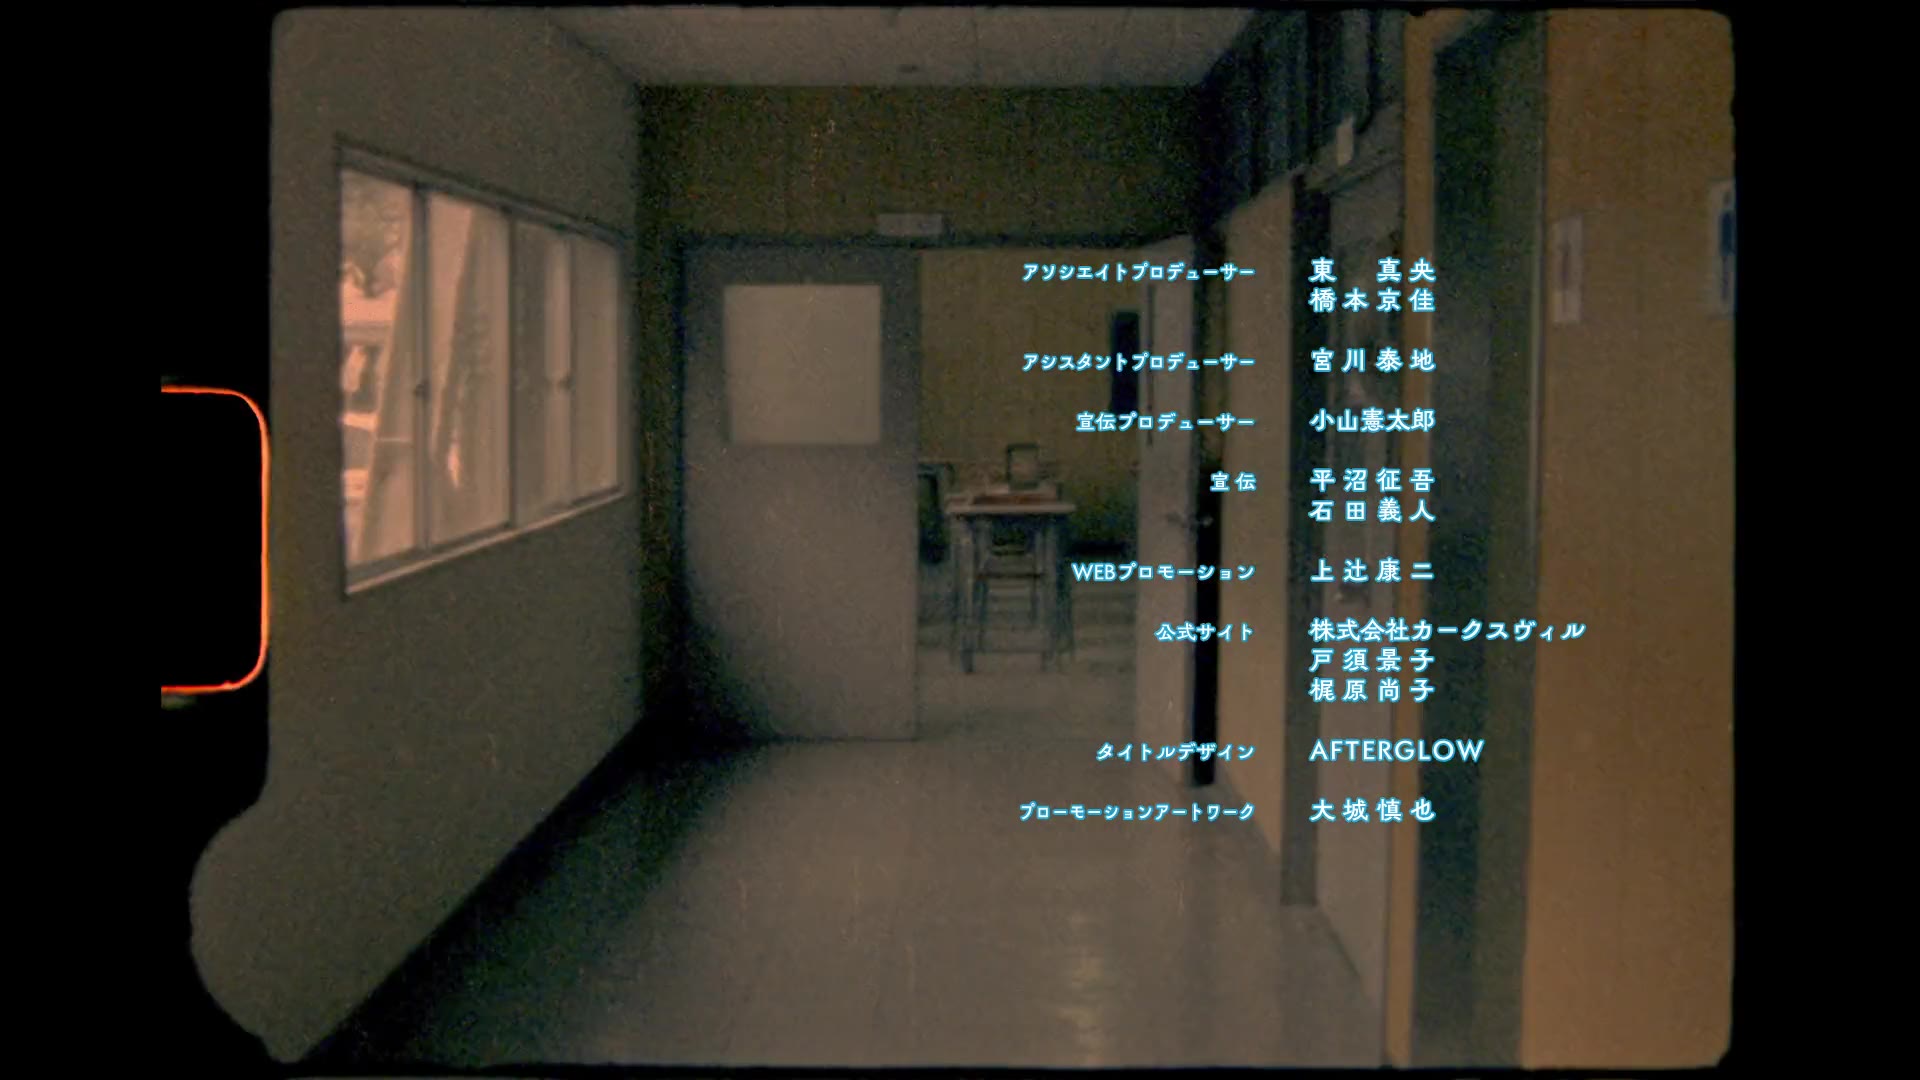 アソシエイトプロデューサー 東 真央
橋本京佳
アシスタントプロデューサー 宮川泰地
宣伝プロデューサー 小山憲太郎
宣伝 平沼征吾
石田義人
WEBプロモーション 上辻康二
公式サイト 株式会社カークスヴィル
戸須景子
梶原尚子
タイトルデザイン AFTERGLOW
プローモーションアートワーク 大城慎也